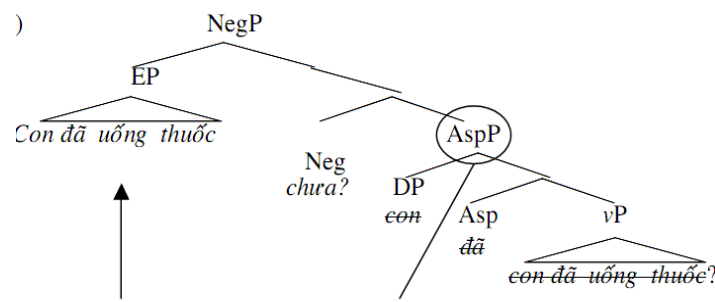 ) NegP
EP
Con đã uống thuốc
AspP
Neg
chưa?
DP
con
Asp
đã
vP
con đã uống thuốc?